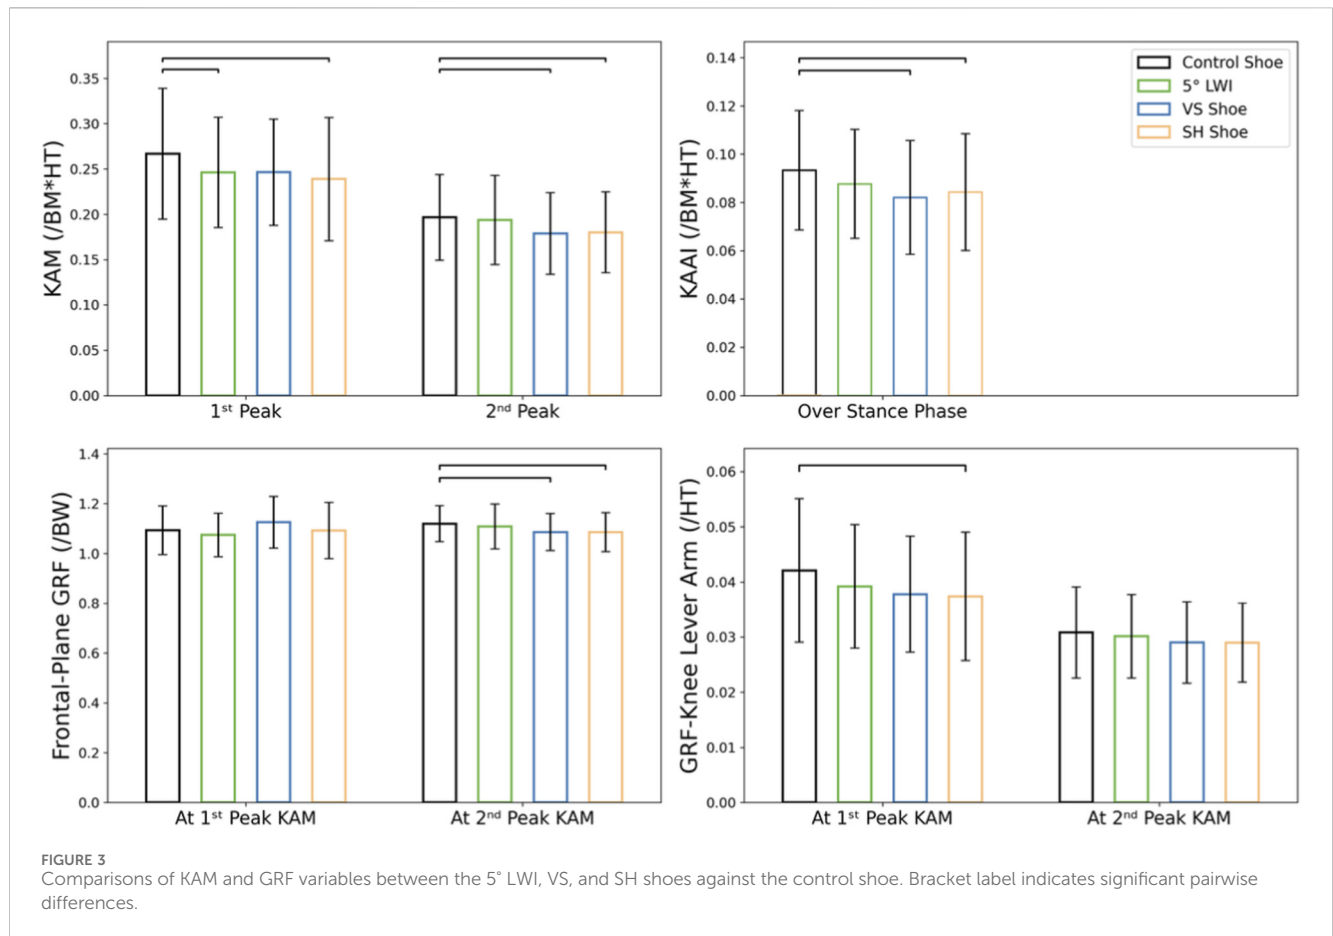 KAM (/BM*HT)
0.35
0.30
0.25
0.20
0.15
0.10
0.05
0.00
1st Peak
2nd Peak
KAAI (/BM*HT)
0.14
0.12
0.10
0.08
0.06
0.04
0.02
0.00
Over Stance Phase
Control Shoe
5° LWI
VS Shoe
SH Shoe
Frontal-Plane GRF (/BW)
1.4
1.2
1.0
0.8
0.6
0.4
0.2
0.0
At 1st Peak KAM
At 2nd Peak KAM
GRF-Knee Lever Arm (/HT)
0.06
0.05
0.04
0.03
0.02
0.01
0.00
At 1st Peak KAM
At 2nd Peak KAM
FIGURE 3
Comparisons of KAM and GRF variables between the 5° LWI, VS, and SH shoes against the control shoe. Bracket label indicates significant pairwise
differences.